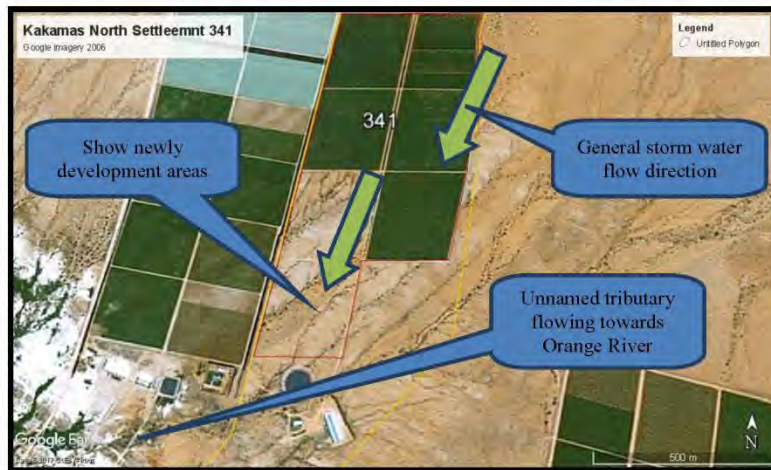 Kakamas North Settleemnt 341
Google imagery 2006
Legend
Untitled Polygon
341
Show newly
development areas
General storm water
flow direction
Unnamed tributary
flowing towards
Orange River
Google
N
500 m